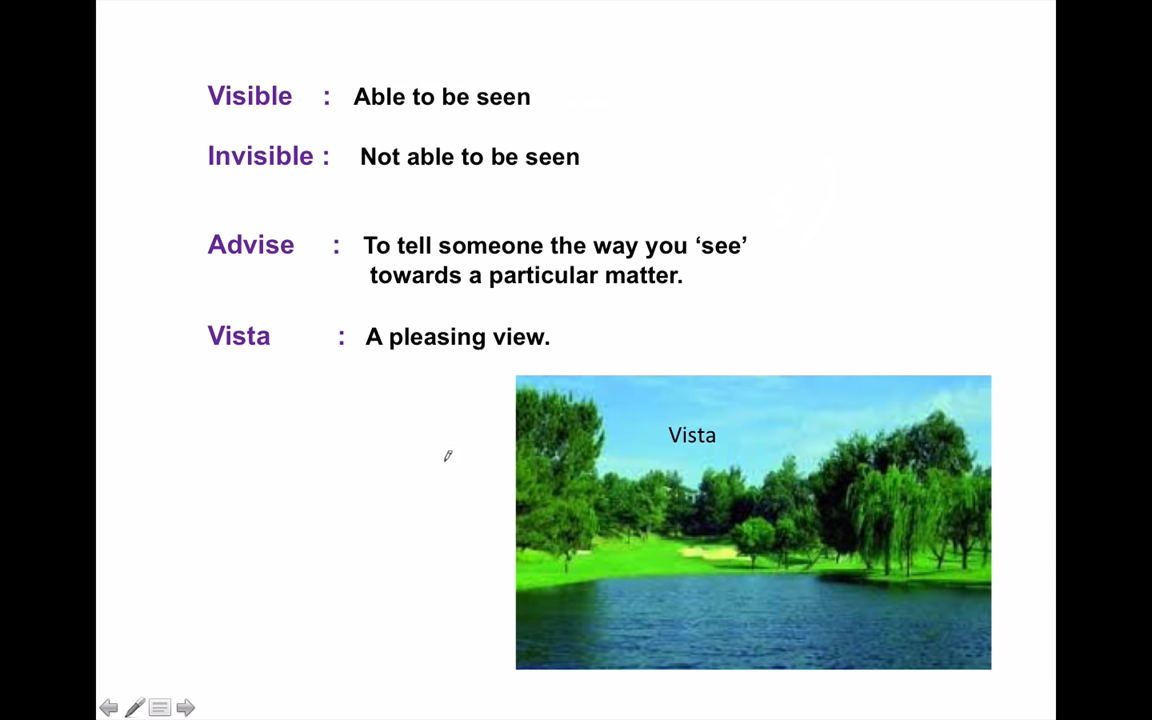 Visible : Able to be seen
Invisible : Not able to be seen
Advise : To tell someone the way you ‘see’
towards a particular matter.
Vista : A pleasing view.
Vista